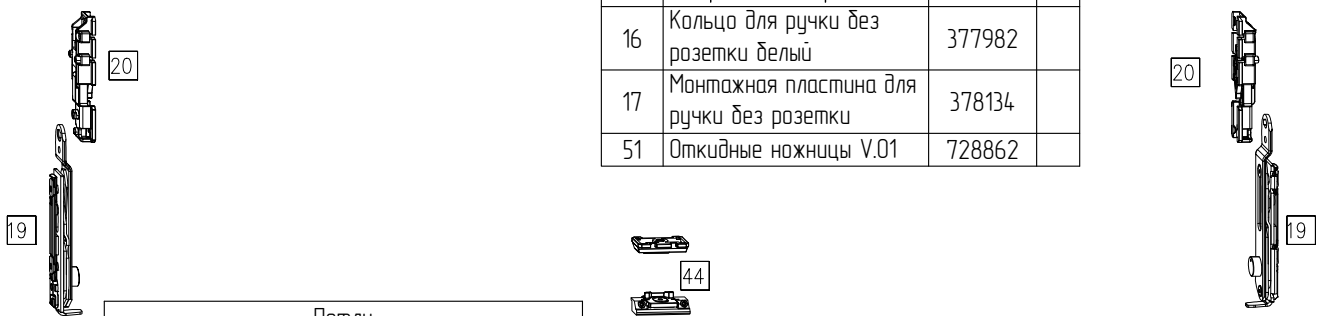 20
16 Кольцо для ручки без розетки белый 377982
17 Монтажная пластина для ручки без розетки 378134
51 Откидные ножницы V.01 728862
20
19
44
19